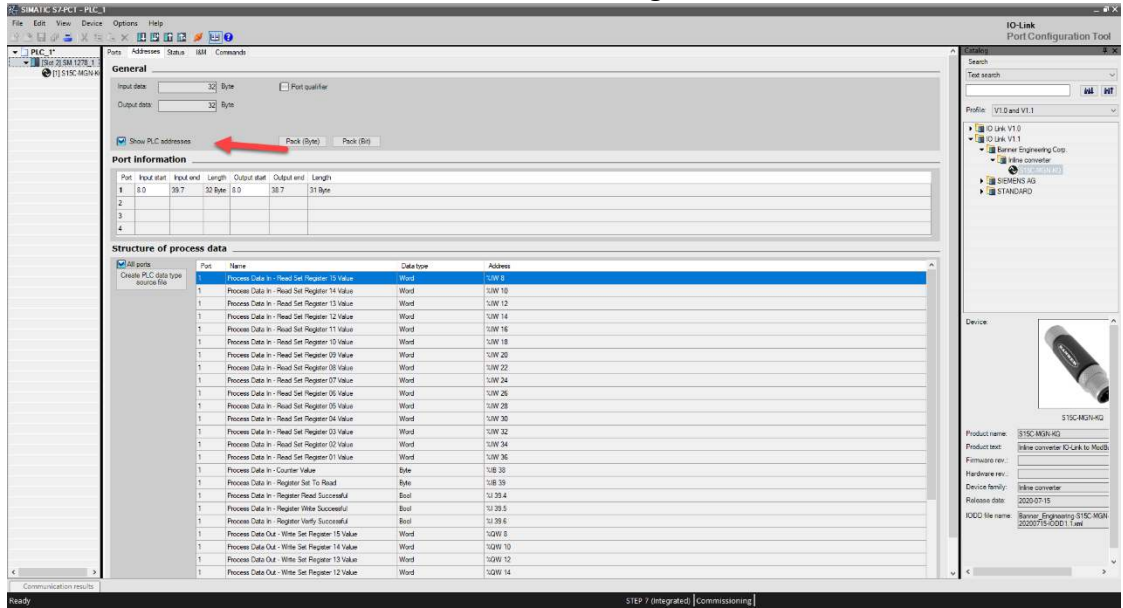 SIMATIC S7-PCT - PLC_1
File Edit View Device Options Help
IO-Link
Port Configuration Tool
PLC_1*
[Slot 2] SM 1278_1
[1] S15C-MGN-K
Ports Addresses Status I&M Commands
General
Input data: 32 Byte Port qualifier
Output data: 32 Byte
Show PLC addresses Pack (Byte) Pack (Bit)
Port information
Port Input start Input end Length Output start Output end Length
1 8.0 39.7 32 Byte 8.0 38.7 31 Byte
2
3
4
Structure of process data
All ports
Create PLC data type
source file
Port Name Data type Address
1 Process Data In - Read Set Register 15 Value Word %IW 8
1 Process Data In - Read Set Register 14 Value Word %IW 10
1 Process Data In - Read Set Register 13 Value Word %IW 12
1 Process Data In - Read Set Register 12 Value Word %IW 14
1 Process Data In - Read Set Register 11 Value Word %IW 16
1 Process Data In - Read Set Register 10 Value Word %IW 18
1 Process Data In - Read Set Register 09 Value Word %IW 20
1 Process Data In - Read Set Register 08 Value Word %IW 22
1 Process Data In - Read Set Register 07 Value Word %IW 24
1 Process Data In - Read Set Register 06 Value Word %IW 26
1 Process Data In - Read Set Register 05 Value Word %IW 28
1 Process Data In - Read Set Register 04 Value Word %IW 30
1 Process Data In - Read Set Register 03 Value Word %IW 32
1 Process Data In - Read Set Register 02 Value Word %IW 34
1 Process Data In - Read Set Register 01 Value Word %IW 36
1 Process Data In - Counter Value Byte %IB 38
1 Process Data In - Register Set To Read Byte %IB 39
1 Process Data In - Register Read Successful Bool %I 39.4
1 Process Data In - Register Write Successful Bool %I 39.5
1 Process Data In - Register Verify Successful Bool %I 39.6
1 Process Data Out - Write Set Register 15 Value Word %QW 8
1 Process Data Out - Write Set Register 14 Value Word %QW 10
1 Process Data Out - Write Set Register 13 Value Word %QW 12
1 Process Data Out - Write Set Register 12 Value Word %QW 14
Catalog
Search
Text search
Profile: V1.0 and V1.1
IO Link V1.0
IO Link V1.1
Banner Engineering Corp.
Inline converter
S15C-MGN-KQ
SIEMENS AG
STANDARD
Device:
BANNER
S15C-MGN-KQ
Product name: S15C-MGN-KQ
Product text: Inline converter IO-Link to ModBu
Firmware rev.:
Hardware rev.:
Device family: Inline converter
Release date: 2020-07-15
IODD file name: Banner_Engineering-S15C-MGN-
20200715-IODD1.1.xml
Communication results
Ready
STEP 7 (Integrated) Commissioning